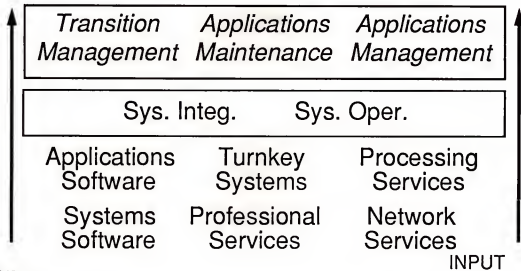 Transition Applications Applications
Management Maintenance Management
Sys. Integ. Sys. Oper.
Applications Turnkey Processing
Software Systems Services
Systems Professional Network
Software Services Services
INPUT